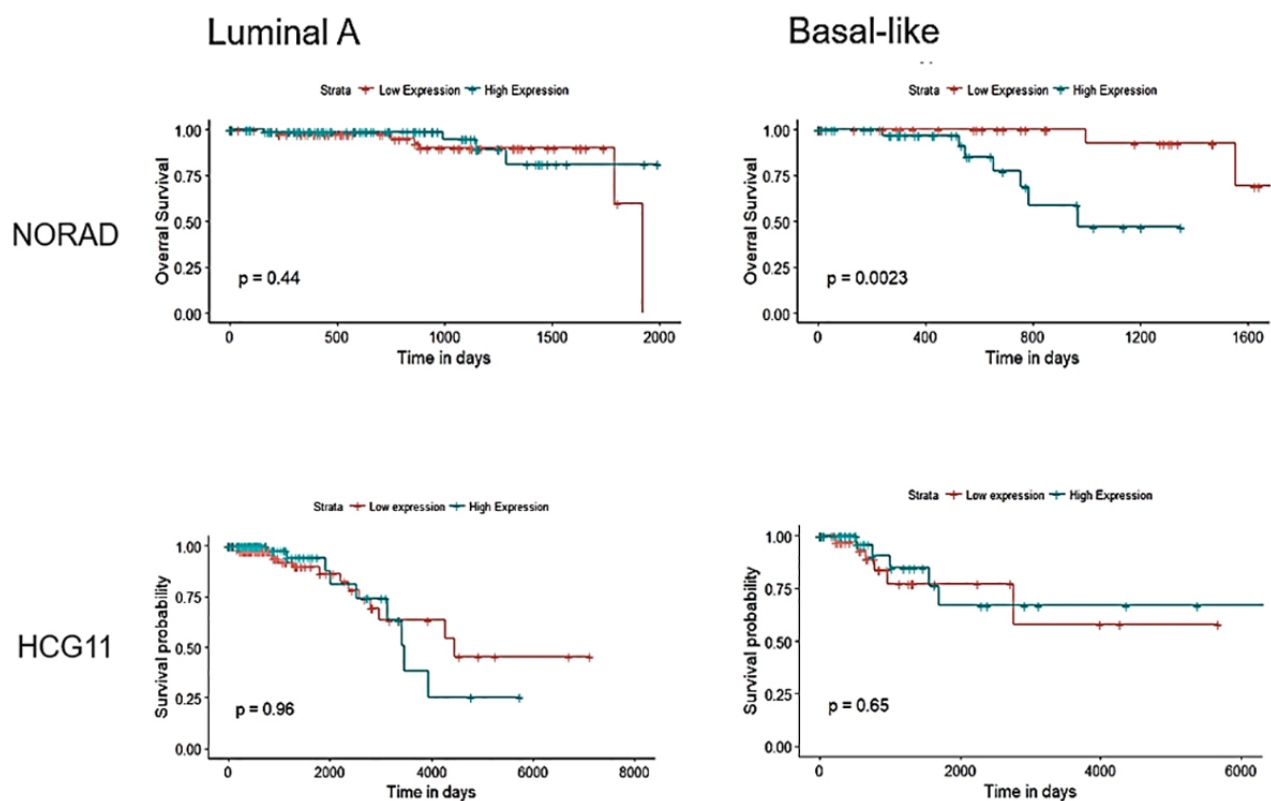 Luminal A
Basal-like
NORAD
Strata Low Expression High Expression
Overral Survival
1.00
0.75
0.50
0.25
0.00
p = 0.44
0 500 1000 1500 2000
Time in days
Strata Low Expression High Expression
Overral Survival
1.00
0.75
0.50
0.25
0.00
p = 0.0023
0 400 800 1200 1600
Time in days
HCG11
Strata Low expression High Expression
Survival probability
1.00
0.75
0.50
0.25
0.00
p = 0.96
0 2000 4000 6000 8000
Time in days
Strata Low expression High Expression
Survival probability
1.00
0.75
0.50
0.25
0.00
p = 0.65
0 2000 4000 6000
Time in days